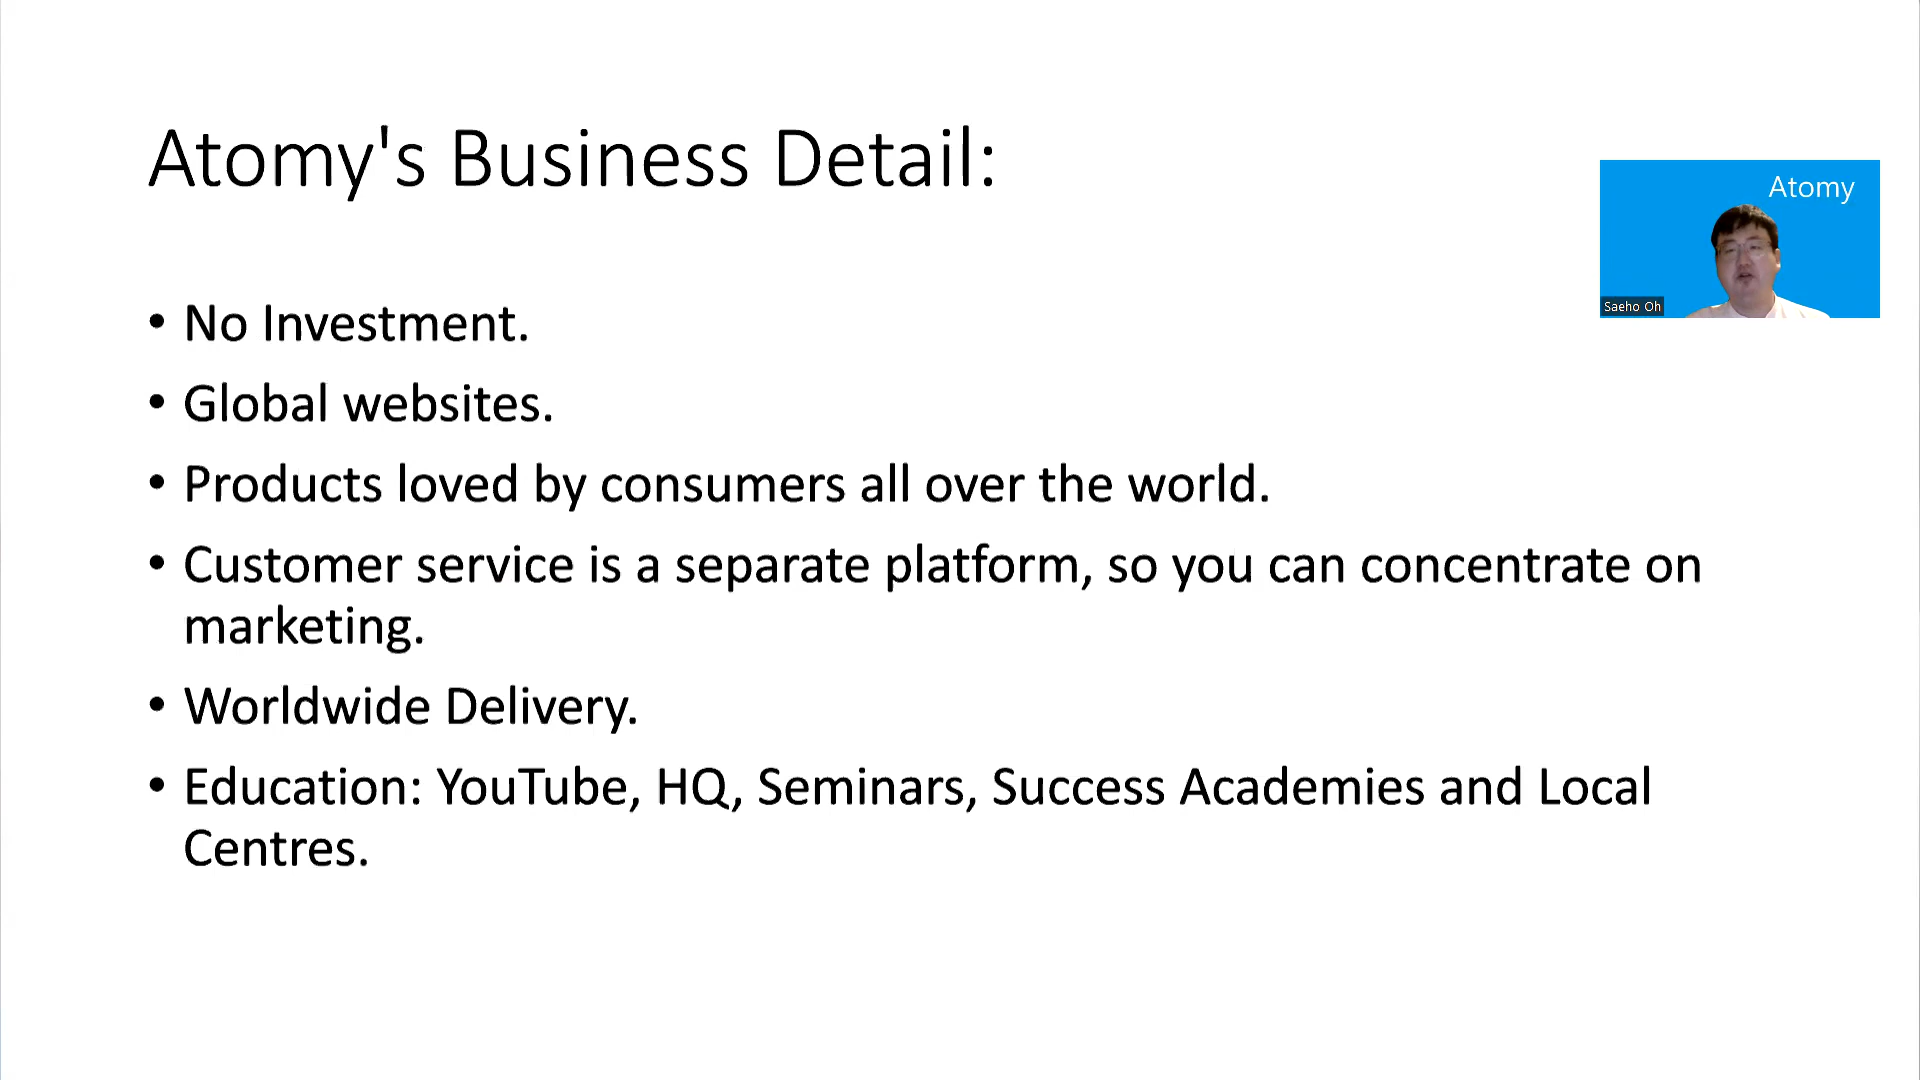 Atomy's Business Detail:
Atomy
Saeho Oh
• No Investment.
• Global websites.
• Products loved by consumers all over the world.
• Customer service is a separate platform, so you can concentrate on
marketing.
• Worldwide Delivery.
• Education: YouTube, HQ, Seminars, Success Academies and Local
Centres.